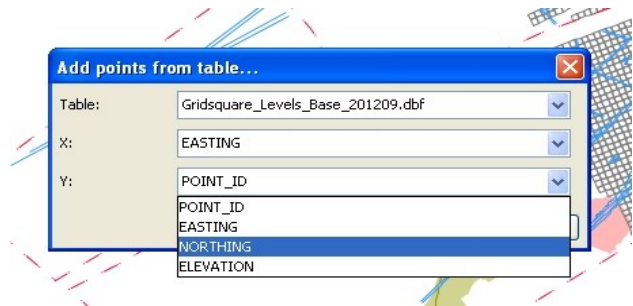 Add points from table...
Table: Gridsquare_Levels_Base_201209.dbf
X: EASTING
Y: POINT_ID
POINT_ID
EASTING
NORTHING
ELEVATION